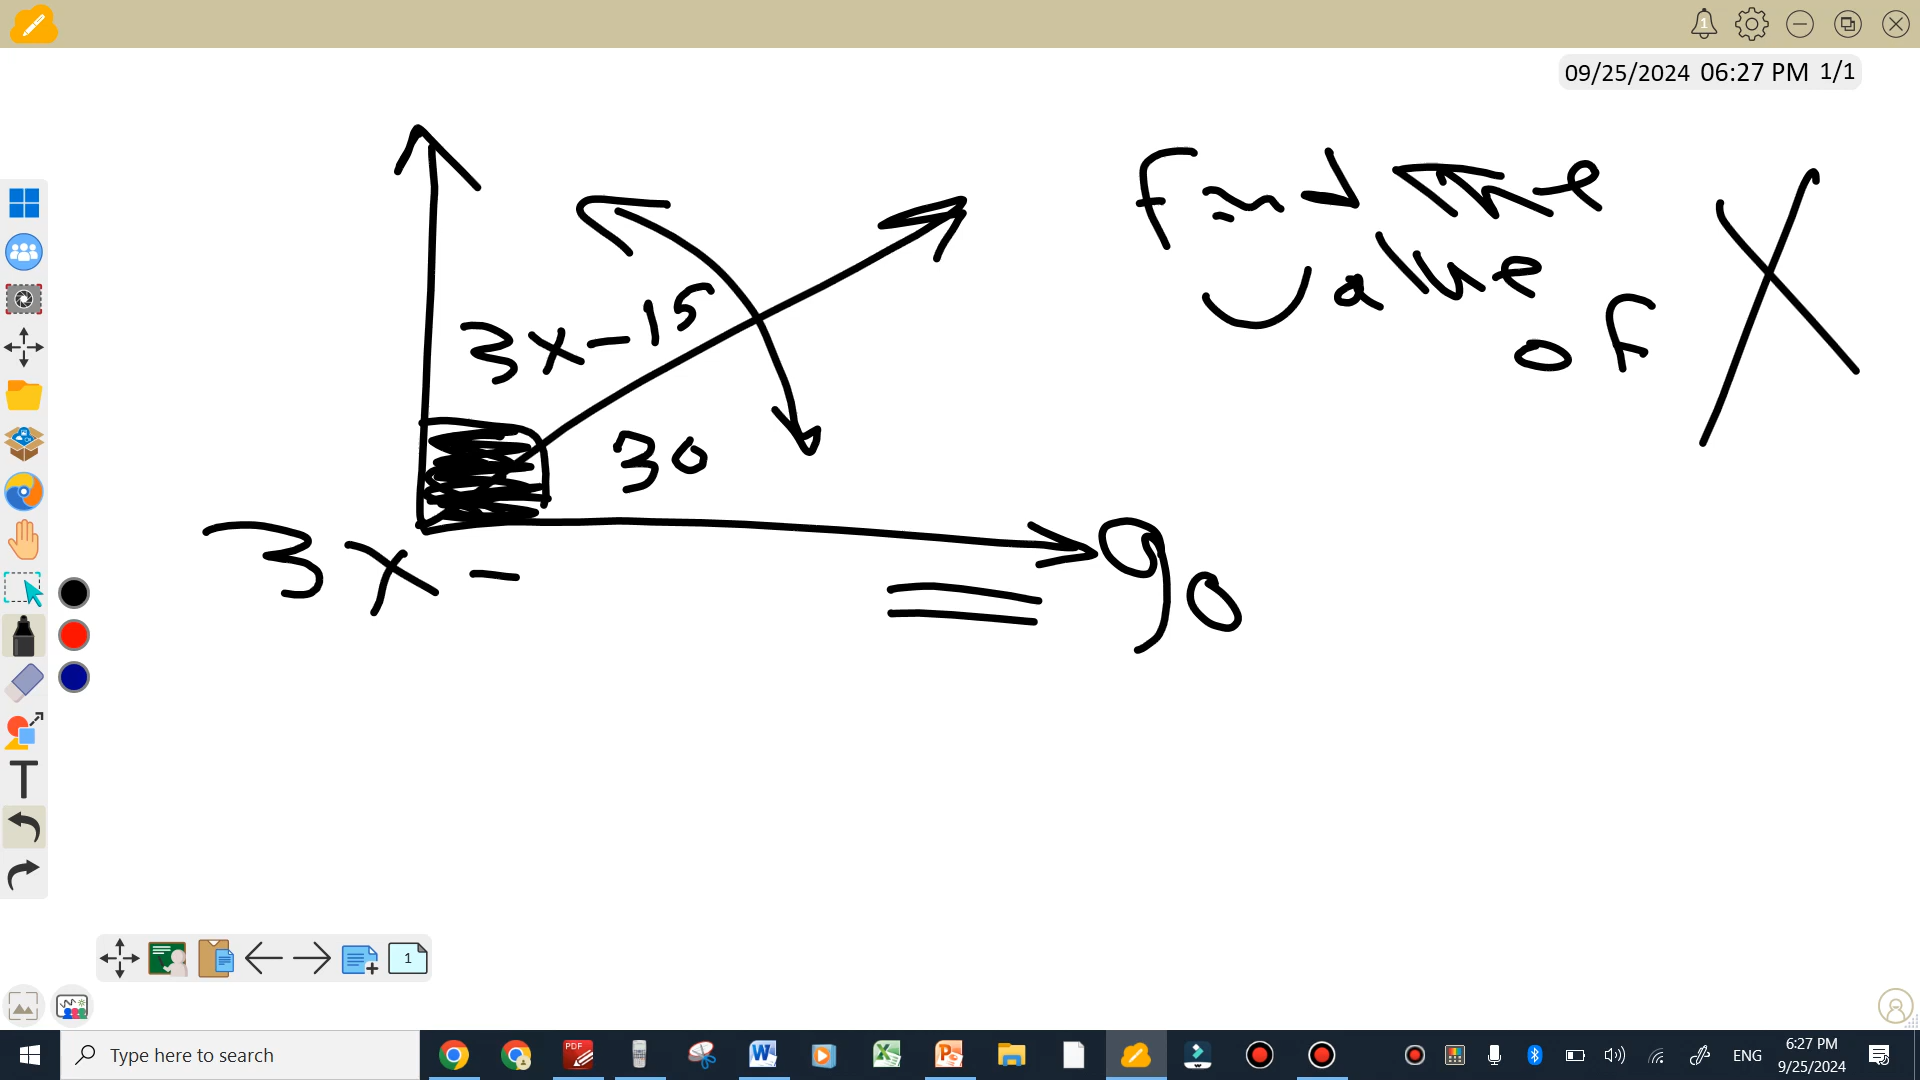 09/25/2024 06:27 PM 1/1
find the
value
of X
3x-15
30
3x- = 90
1
Type here to search
ENG
6:27 PM
9/25/2024